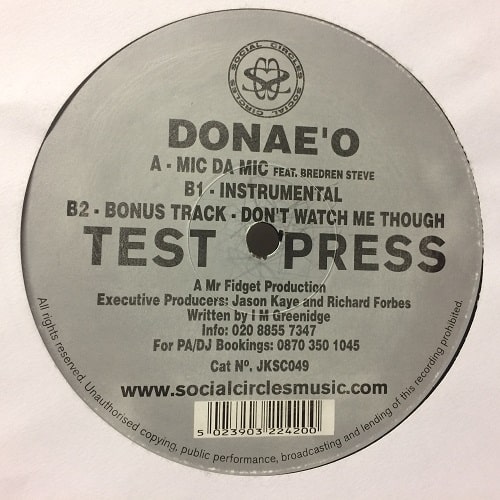 SOCIAL CIRCLES SOCIAL CIRCLES
DONAE'O
A - MIC DA MIC FEAT. BREDREN STEVE
B1 - INSTRUMENTAL
B2 - BONUS TRACK - DON'T WATCH ME THOUGH
TEST PRESS
A Mr Fidget Production
Executive Producers: Jason Kaye and Richard Forbes
Written by I M Greenidge
Info: 020 8855 7347
For PA/DJ Bookings: 0870 350 1045
Cat Nº. JKSC049
www.socialcirclesmusic.com
5 023903 224200
All rights reserved. Unauthorised copying, public performance, broadcasting and lending of this recording prohibited.